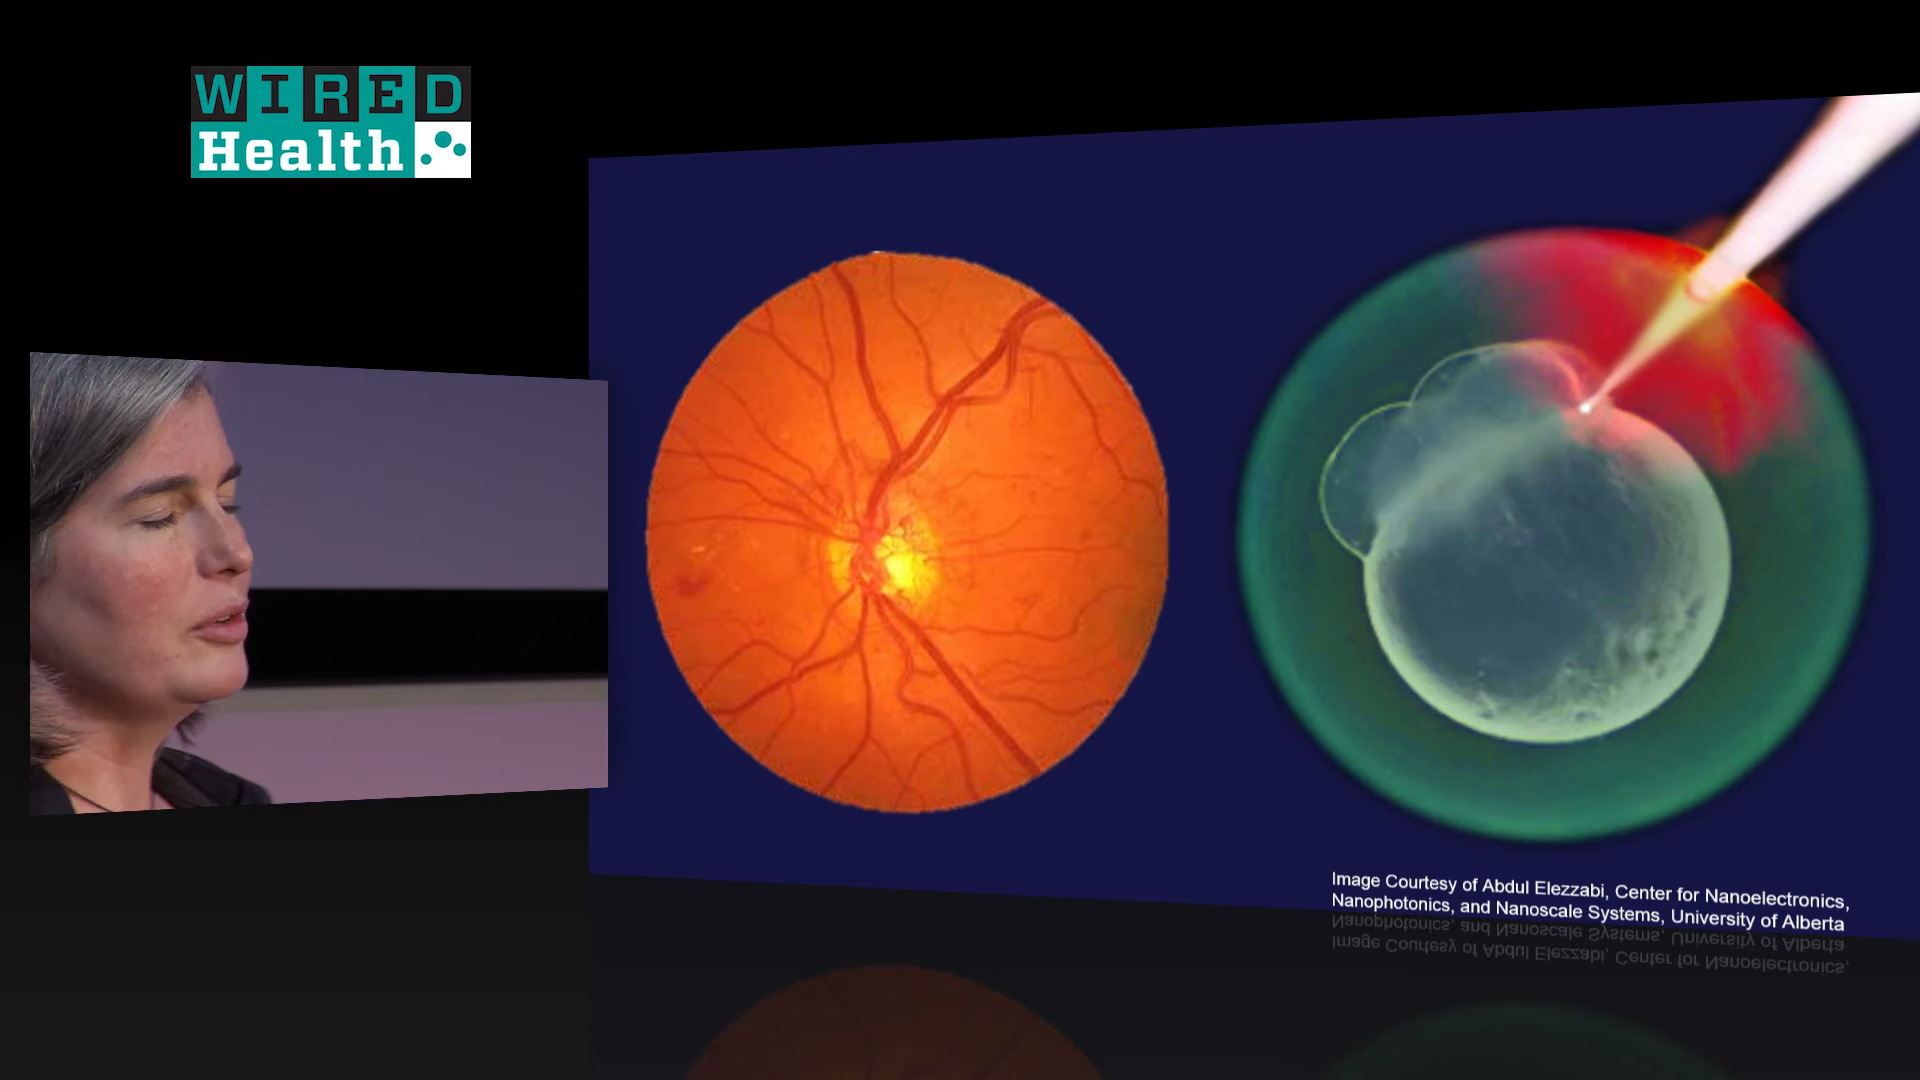 WIRED
Health
Image Courtesy of Abdul Elezzabi, Center for Nanoelectronics,
Nanophotonics, and Nanoscale Systems, University of Alberta